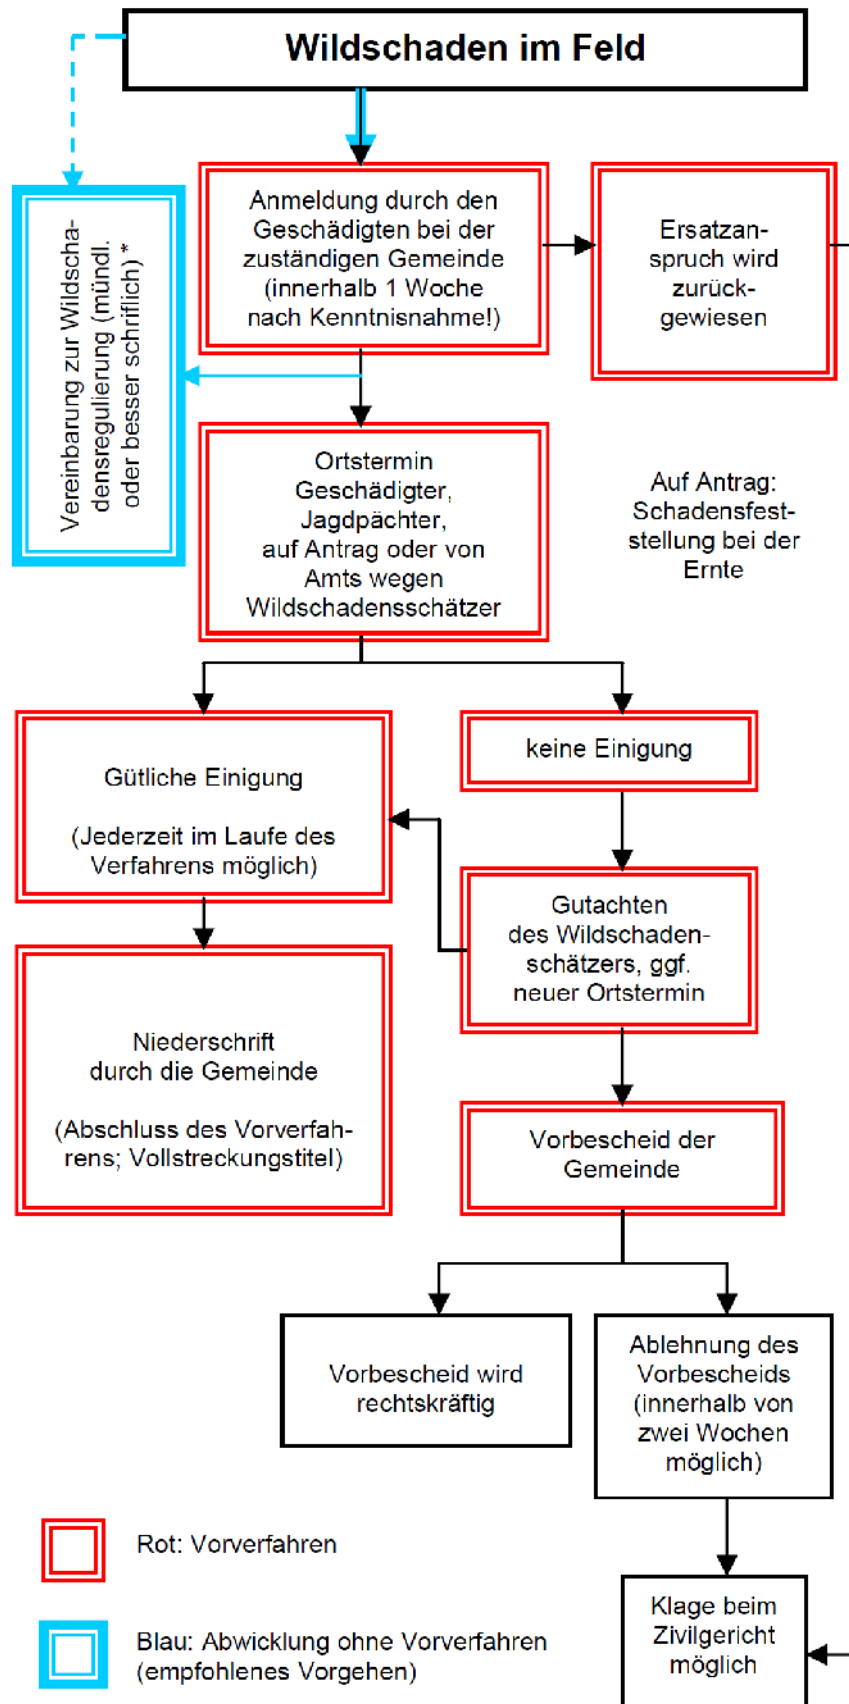 Wildschaden im Feld
Anmeldung durch den
Geschädigten bei der
zuständigen Gemeinde
(innerhalb 1 Woche
nach Kenntnisnahme!)
Ersatzan-
spruch wird
zurück-
gewiesen
Vereinbarung zur Wildscha-
densregulierung (mündl.
oder besser schriflich) *
Ortstermin
Geschädigter,
Jagdpächter,
auf Antrag oder von
Amts wegen
Wildschadensschätzer
Auf Antrag:
Schadensfest-
stellung bei der
Ernte
Gütliche Einigung
(Jederzeit im Laufe des
Verfahrens möglich)
keine Einigung
Gutachten
des Wildschaden-
schätzers, ggf.
neuer Ortstermin
Niederschrift
durch die Gemeinde
(Abschluss des Vorverfah-
rens; Vollstreckungstitel)
Vorbescheid der
Gemeinde
Vorbescheid wird
rechtskräftig
Ablehnung des
Vorbescheids
(innerhalb von
zwei Wochen
möglich)
Rot: Vorverfahren
Blau: Abwicklung ohne Vorverfahren
(empfohlenes Vorgehen)
Klage beim
Zivilgericht
möglich